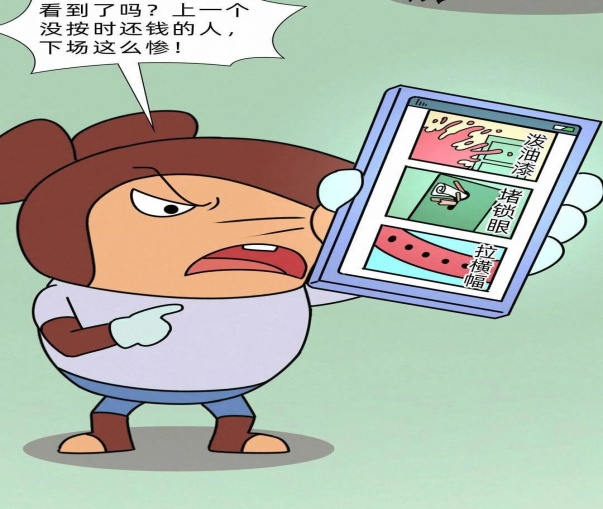 看到了吗？上一个
没按时还钱的人，
下场这么惨！
泼油漆
堵锁眼
拉横幅